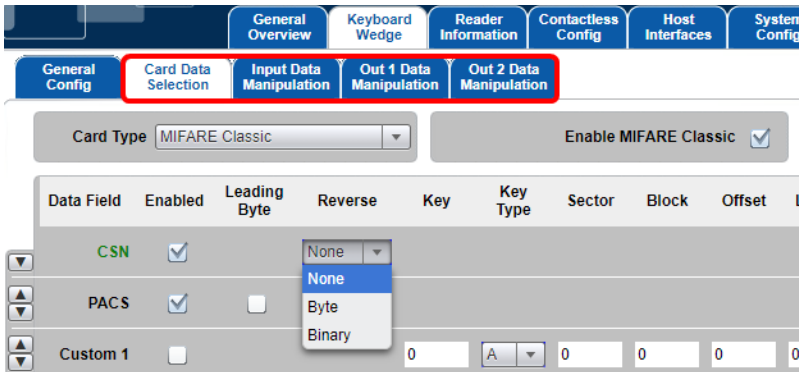 General Overview
Keyboard Wedge
Reader Information
Contactless Config
Host Interfaces
General Config
Card Data Selection
Input Data Manipulation
Out 1 Data Manipulation
Out 2 Data Manipulation
Card Type MIFARE Classic Enable MIFARE Classic
Data Field Enabled Leading Byte Reverse Key Key Type Sector Block Offset
CSN None
None
PACS Byte
Binary
Custom 1 0 A 0 0 0 0